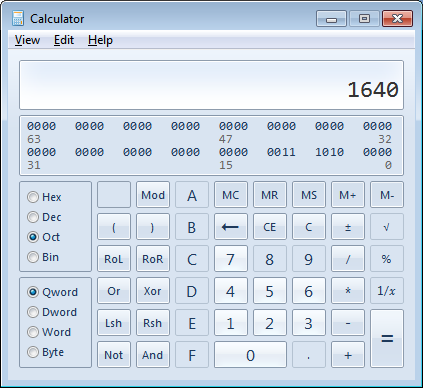 Calculator
View Edit Help
1640
0000 0000 0000 0000 0000 0000 0000 0000
63 47 32
0000 0000 0000 0000 0000 0011 1010 0000
31 15 0
Hex Mod A MC MR MS M+ M-
Dec ( ) B ← CE C ± √
Oct
Bin RoL RoR C 7 8 9 / %
Qword Or Xor D 4 5 6 * 1/x
Dword
Word Lsh Rsh E 1 2 3 - =
Byte Not And F 0 . +